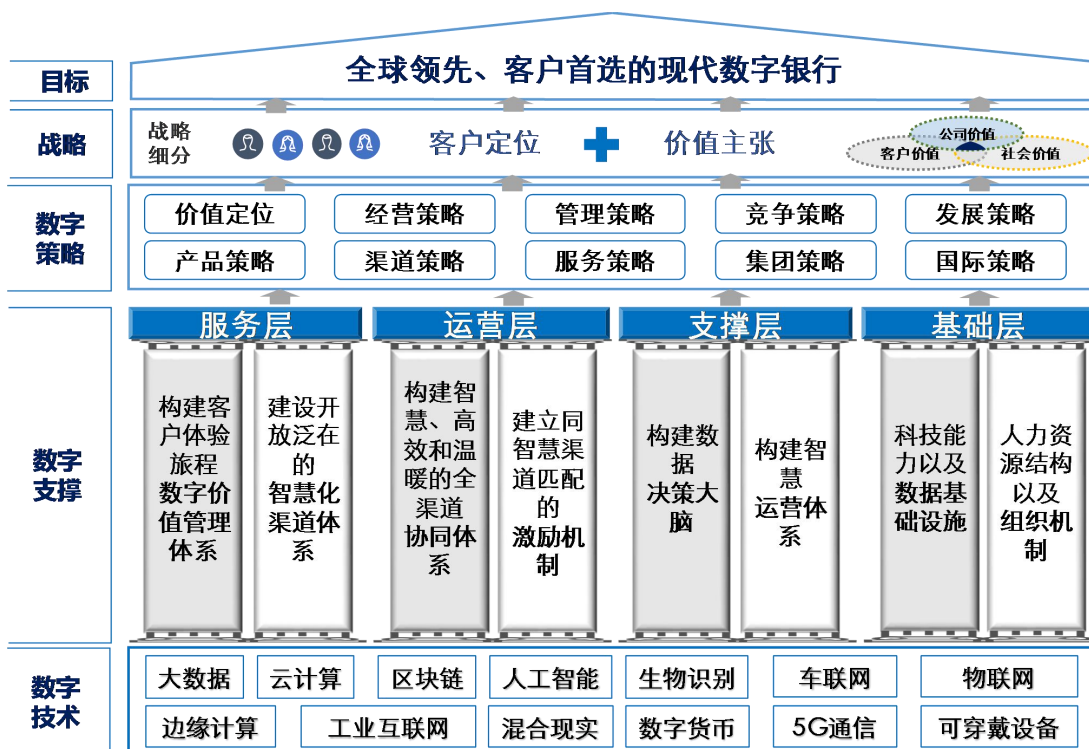 目标
全球领先、客户首选的现代数字银行
战略
战略
细分
客户定位
价值主张
公司价值
客户价值
社会价值
数字
策略
价值定位
经营策略
管理策略
竞争策略
发展策略
产品策略
渠道策略
服务策略
集团策略
国际策略
数字
支撑
服务层
运营层
支撑层
基础层
构建客
户体验
旅程
数字价
值管理
体系
建设开
放泛在
的
智慧化
渠道体
系
构建智
慧、高
效和温
暖的全
渠道
协同体
系
建立同
智慧渠
道匹配
的
激励机
制
构建数
据
决策大
脑
构建智
慧
运营体
系
科技能
力以及
数据基
础设施
人力资
源结构
以及
组织机
制
数字
技术
大数据
云计算
区块链
人工智能
生物识别
车联网
物联网
边缘计算
工业互联网
混合现实
数字货币
5G通信
可穿戴设备